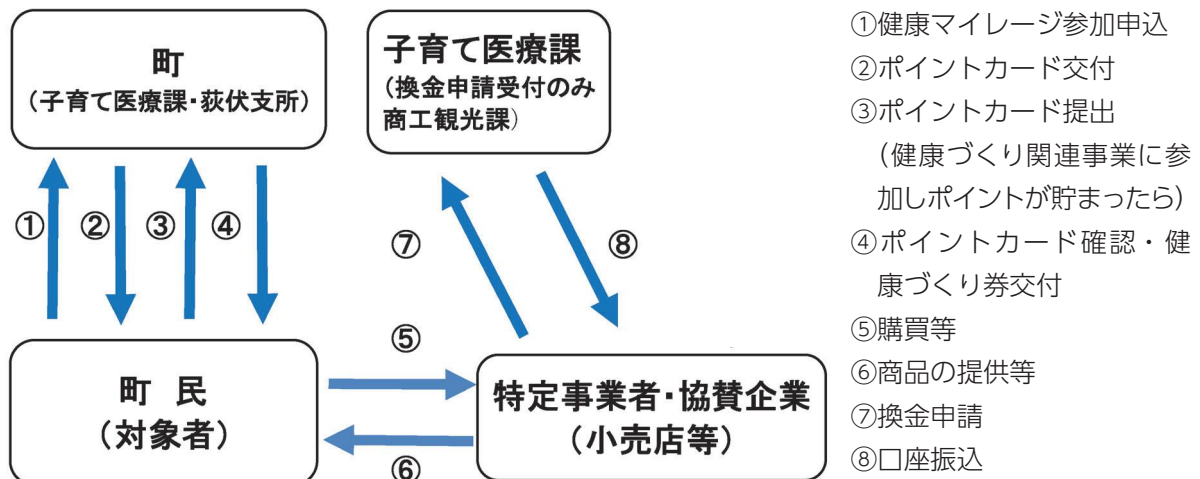 町
(子育て医療課・荻伏支所)
子育て医療課
(換金申請受付のみ
商工観光課)
①
②
③
④
⑦
⑧
町 民
(対象者)
⑤
⑥
特定事業者・協賛企業
(小売店等)
①健康マイレージ参加申込
②ポイントカード交付
③ポイントカード提出
(健康づくり関連事業に参
加しポイントが貯まったら)
④ポイントカード確認・健
康づくり券交付
⑤購買等
⑥商品の提供等
⑦換金申請
⑧口座振込